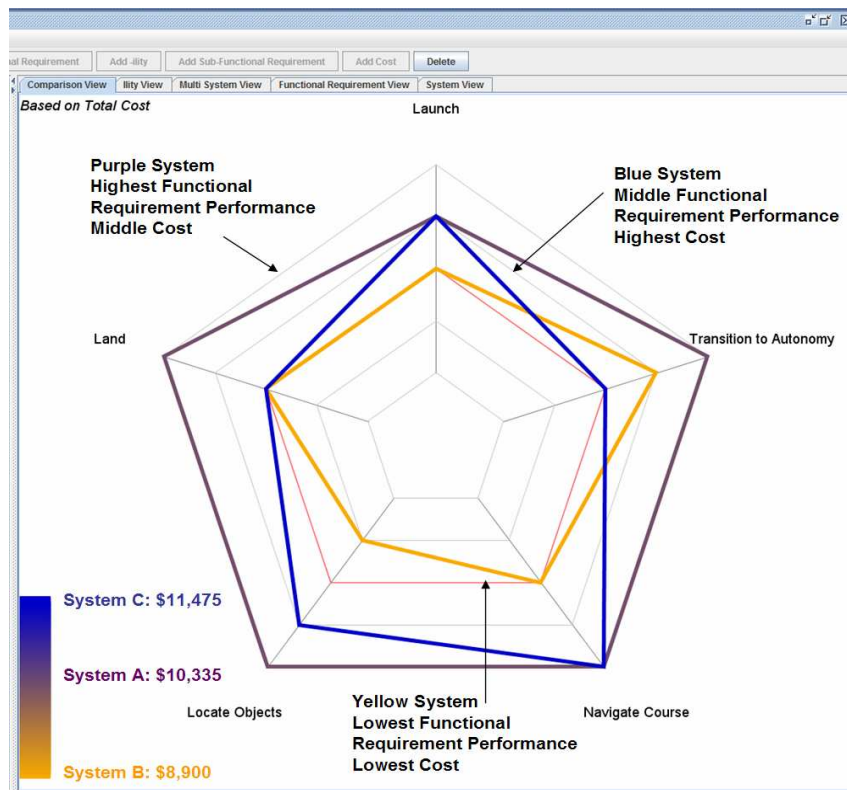 al Requirement Add -ility Add Sub-Functional Requirement Add Cost Delete
Comparison View Ility View Multi System View Functional Requirement View System View
Based on Total Cost
Launch
Purple System
Highest Functional
Requirement Performance
Middle Cost
Blue System
Middle Functional
Requirement Performance
Highest Cost
Land
Transition to Autonomy
System C: $11,475
System A: $10,335
System B: $8,900
Locate Objects
Navigate Course
Yellow System
Lowest Functional
Requirement Performance
Lowest Cost